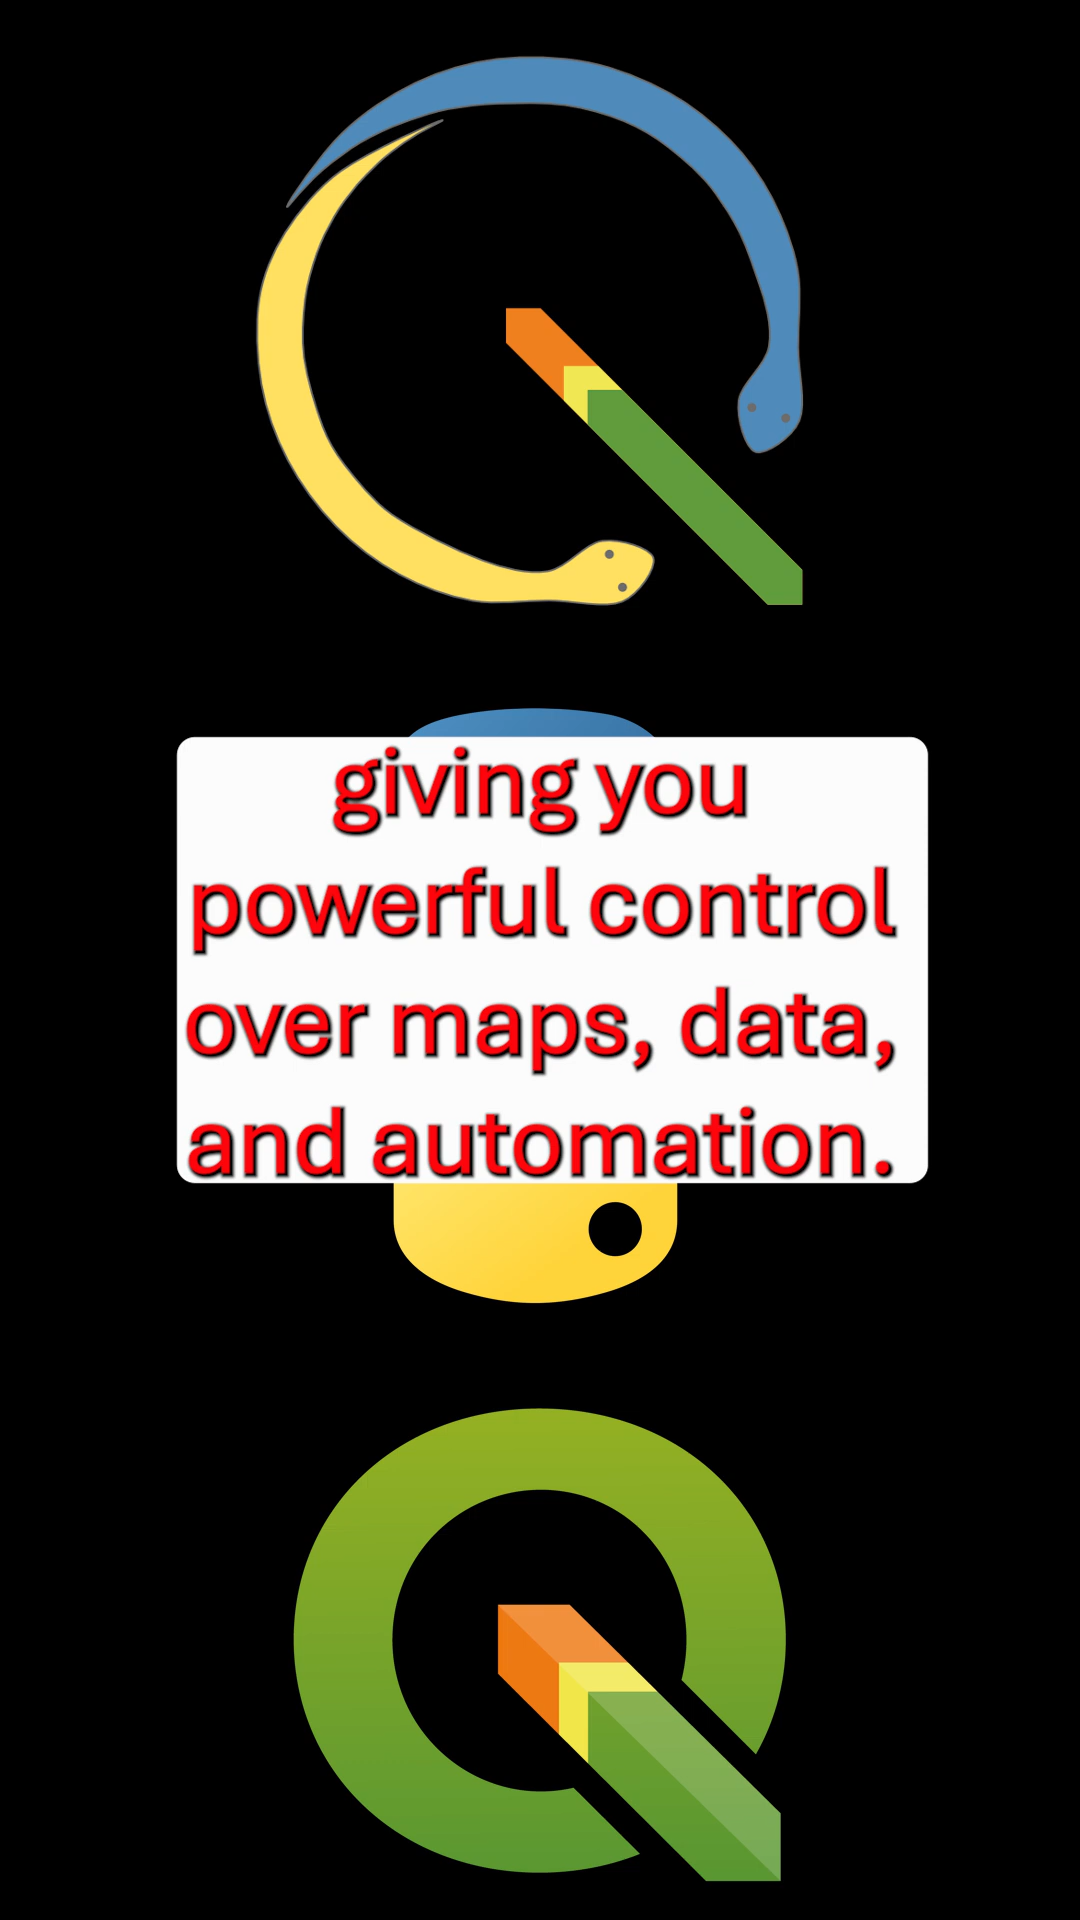 giving you
powerful control
over maps, data,
and automation.